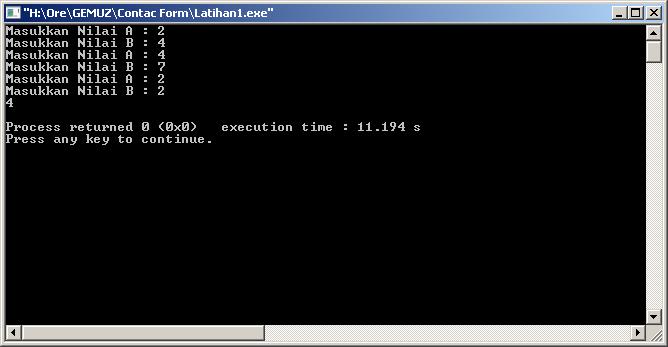 "H:\Ore\GEMUZ\Contac Form\Latihan1.exe"
Masukkan Nilai A : 2
Masukkan Nilai B : 4
Masukkan Nilai A : 4
Masukkan Nilai B : 7
Masukkan Nilai A : 2
Masukkan Nilai B : 2
4
Process returned 0 (0x0)   execution time : 11.194 s
Press any key to continue.